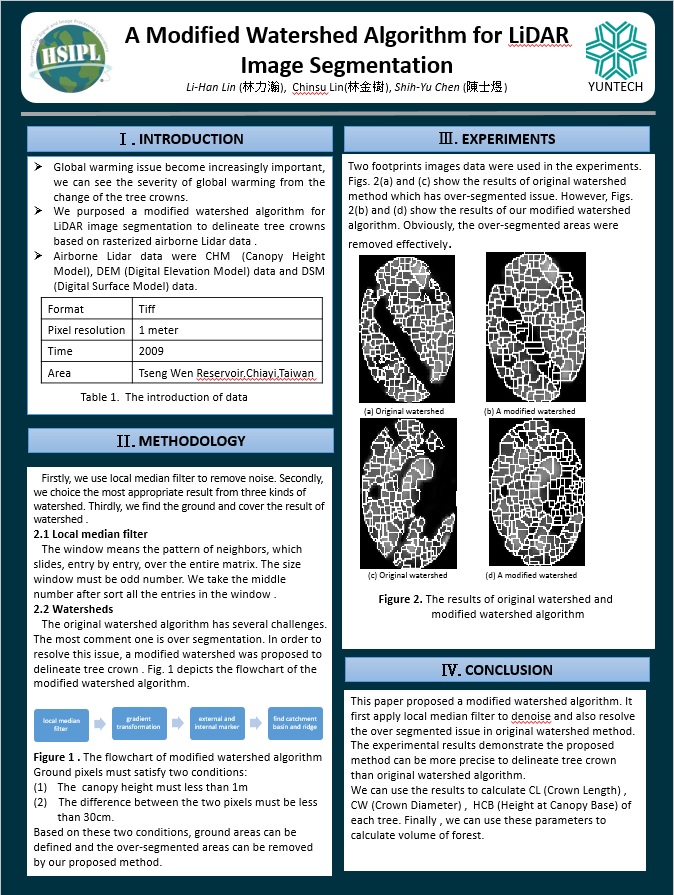 HSIPL
A Modified Watershed Algorithm for LiDAR
Image Segmentation
Li-Han Lin (林力瀚), Chinsu Lin(林金樹), Shih-Yu Chen (陳士煜)
YUNTECH
Ⅰ. INTRODUCTION
➢ Global warming issue become increasingly important,
we can see the severity of global warming from the
change of the tree crowns.
➢ We purposed a modified watershed algorithm for
LiDAR image segmentation to delineate tree crowns
based on rasterized airborne Lidar data .
➢ Airborne Lidar data were CHM (Canopy Height
Model), DEM (Digital Elevation Model) data and DSM
(Digital Surface Model) data.
Format Tiff
Pixel resolution 1 meter
Time 2009
Area Tseng Wen Reservoir,Chiayi,Taiwan
Table 1. The introduction of data
Ⅱ. METHODOLOGY
Firstly, we use local median filter to remove noise. Secondly,
we choice the most appropriate result from three kinds of
watershed. Thirdly, we find the ground and cover the result of
watershed .
2.1 Local median filter
The window means the pattern of neighbors, which
slides, entry by entry, over the entire matrix. The size
window must be odd number. We take the middle
number after sort all the entries in the window .
2.2 Watersheds
The original watershed algorithm has several challenges.
The most comment one is over segmentation. In order to
resolve this issue, a modified watershed was proposed to
delineate tree crown . Fig. 1 depicts the flowchart of the
modified watershed algorithm.
local median
filter
gradient
transformation
external and
internal marker
find catchment
basin and ridge
Figure 1 . The flowchart of modified watershed algorithm
Ground pixels must satisfy two conditions:
(1) The canopy height must less than 1m
(2) The difference between the two pixels must be less
than 30cm.
Based on these two conditions, ground areas can be
defined and the over-segmented areas can be removed
by our proposed method.
Ⅲ. EXPERIMENTS
Two footprints images data were used in the experiments.
Figs. 2(a) and (c) show the results of original watershed
method which has over-segmented issue. However, Figs.
2(b) and (d) show the results of our modified watershed
algorithm. Obviously, the over-segmented areas were
removed effectively.
(a) Original watershed
(b) A modified watershed
(c) Original watershed
(d) A modified watershed
Figure 2. The results of original watershed and
modified watershed algorithm
Ⅳ. CONCLUSION
This paper proposed a modified watershed algorithm. It
first apply local median filter to denoise and also resolve
the over segmented issue in original watershed method.
The experimental results demonstrate the proposed
method can be more precise to delineate tree crown
than original watershed algorithm.
We can use the results to calculate CL (Crown Length) ,
CW (Crown Diameter) , HCB (Height at Canopy Base) of
each tree. Finally , we can use these parameters to
calculate volume of forest.